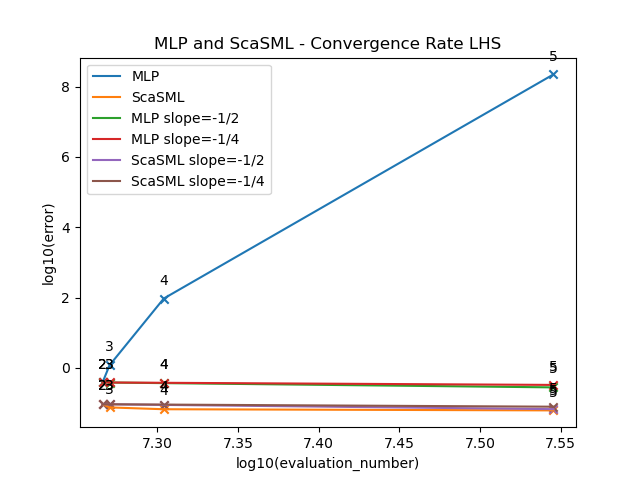 MLP and ScaSML - Convergence Rate LHS
log10(error)
8
6
4
2
0
MLP
ScaSML
MLP slope=-1/2
MLP slope=-1/4
ScaSML slope=-1/2
ScaSML slope=-1/4
5
4
3
2 3 4 5
5
3 4
7.30 7.35 7.40 7.45 7.50 7.55
log10(evaluation_number)